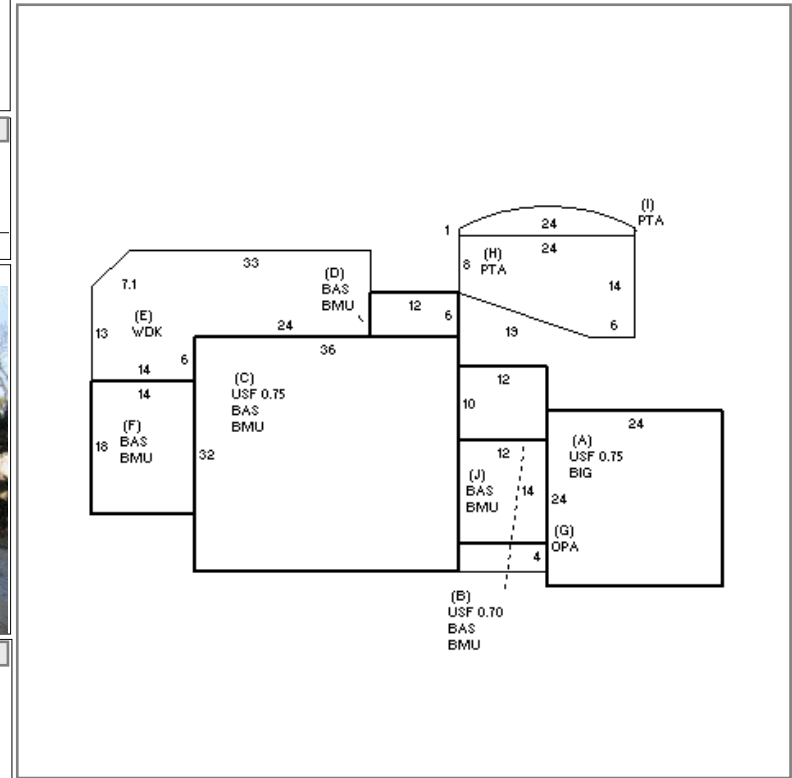 (I)
PTA
1
24
24
(H)
PTA
8
14
6
19
33
7.1
(D)
BAS
BMU
12
6
(E)
WDK
13
24
14
6
36
14
(F)
BAS
BMU
18
(C)
USF 0.75
BAS
BMU
32
12
10
12
(J)
BAS
BMU
14
24
(A)
USF 0.75
BIG
24
(G)
OPA
4
(B)
USF 0.70
BAS
BMU